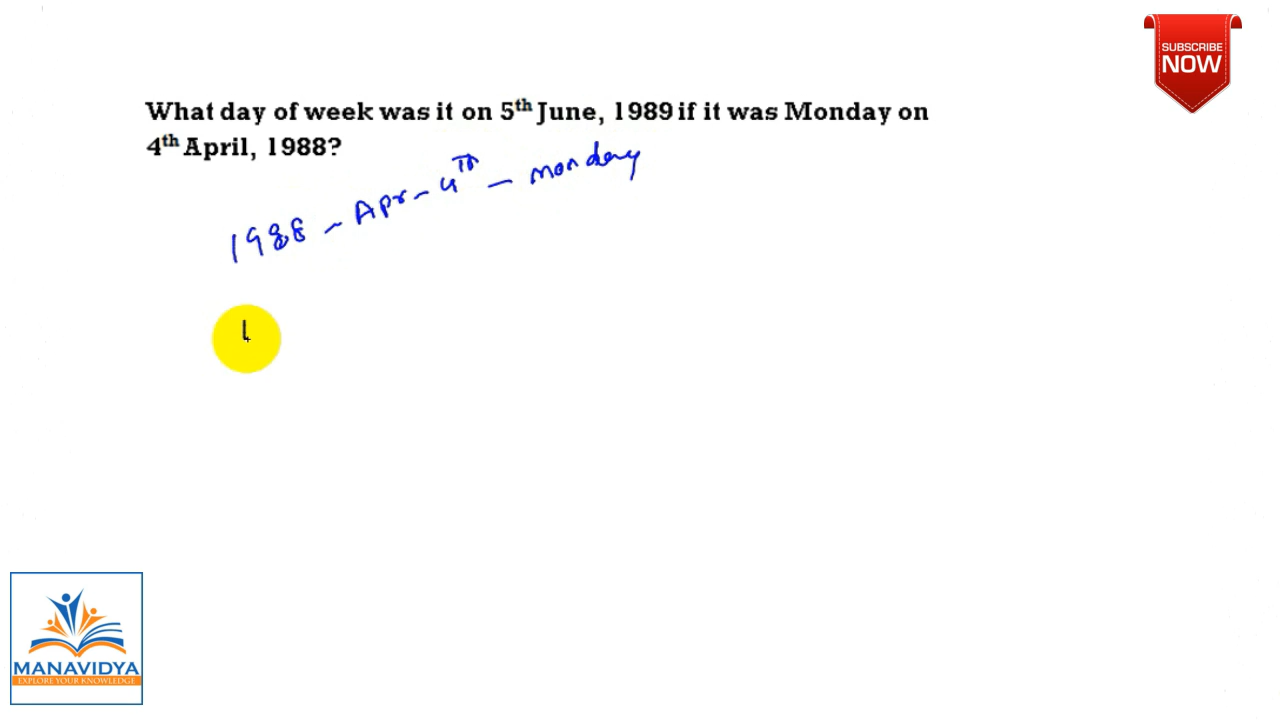 SUBSCRIBE
NOW
What day of week was it on 5th June, 1989 if it was Monday on
4th April, 1988?
1988 - Apr - 4th - monday
MANAVIDYA
EXPLORE YOUR KNOWLEDGE